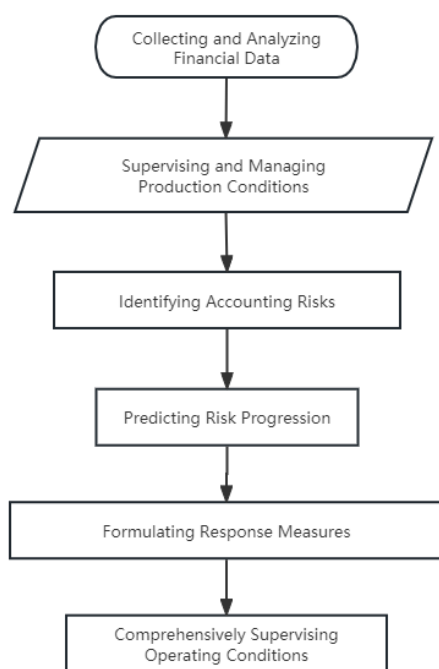 Collecting and Analyzing
Financial Data
Supervising and Managing
Production Conditions
Identifying Accounting Risks
Predicting Risk Progression
Formulating Response Measures
Comprehensively Supervising
Operating Conditions